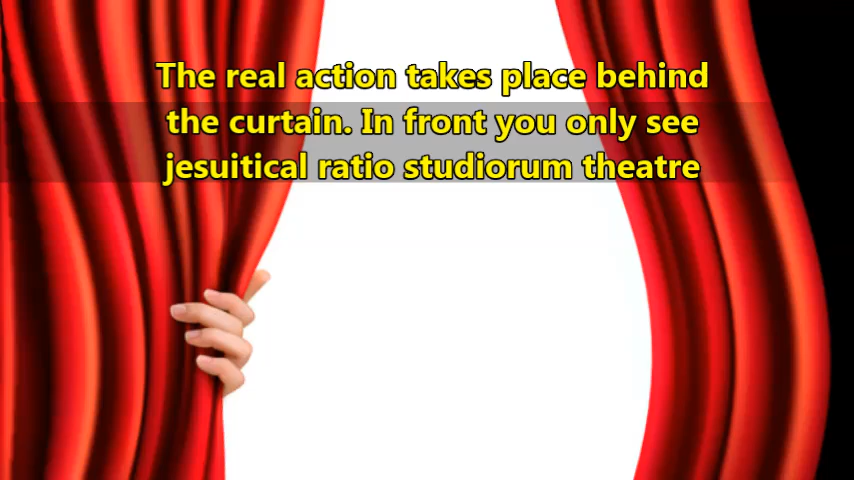 The real action takes place behind
the curtain. In front you only see
jesuitical ratio studiorum theatre